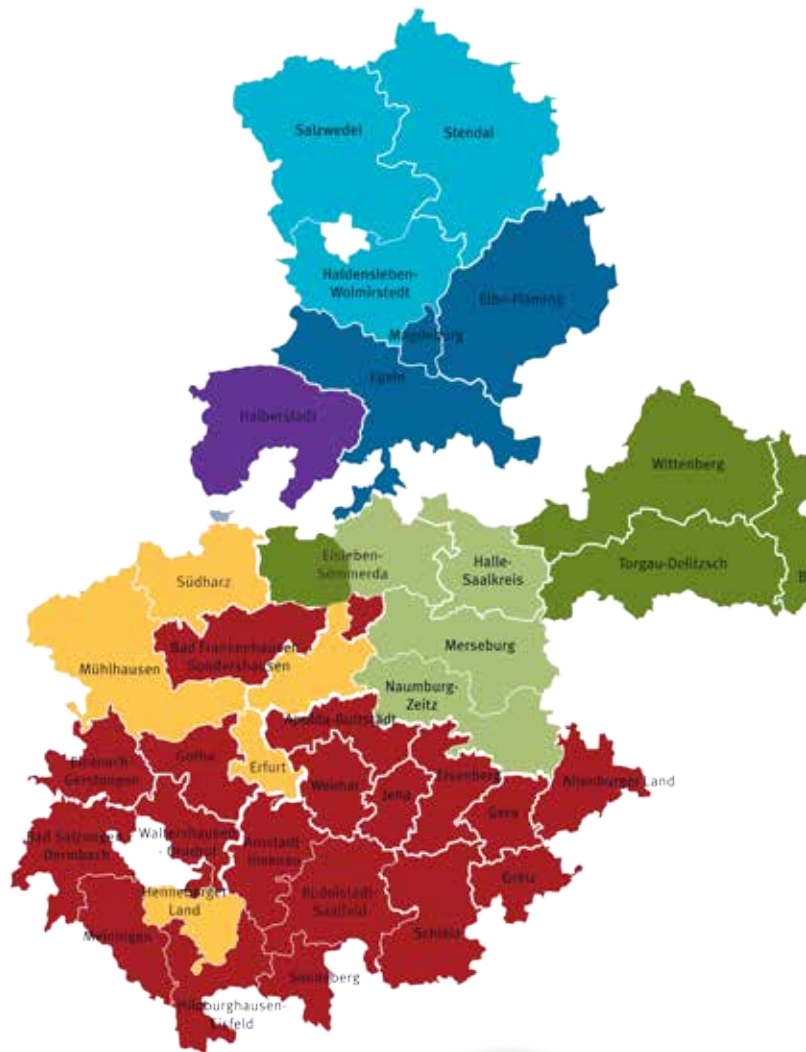 Salzwedel
Stendal
Haldensleben-
Wolmirstedt
Elbe-Fläming
Magdeburg
Egeln
Halberstadt
Wittenberg
Eisleben-
Sömmerda
Halle-
Saalkreis
Torgau-Delitzsch
B
Südharz
Merseburg
Bad Frankenhausen-
Sondershausen
Mühlhausen
Naumburg-
Zeitz
Apolda-Buttstädt
Eisenach-
Gerstungen
Gotha
Erfurt
Weimar
Jena
Eisenberg
Altenburger Land
Gera
Bad Salzungen-
Dermbach
Waltershausen
- Ohrdruf
Arnstadt-
Ilmenau
Greiz
Henneberger
Land
Rudolstadt-
Saalfeld
Schleiz
Meiningen
Sonneberg
Hildburghausen-
Eisfeld